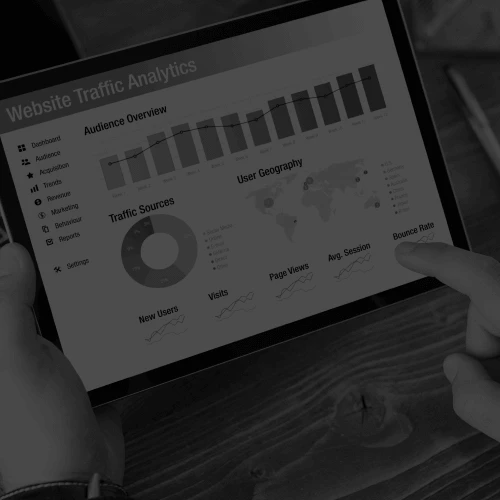 Website Traffic Analytics
Dashboard
Audience
Acquisition
Trends
Revenue
Marketing
Behaviour
Reports
Settings
Audience Overview
Traffic Sources
User Geography
New Users
Visits
Page Views
Avg. Session
Bounce Rate